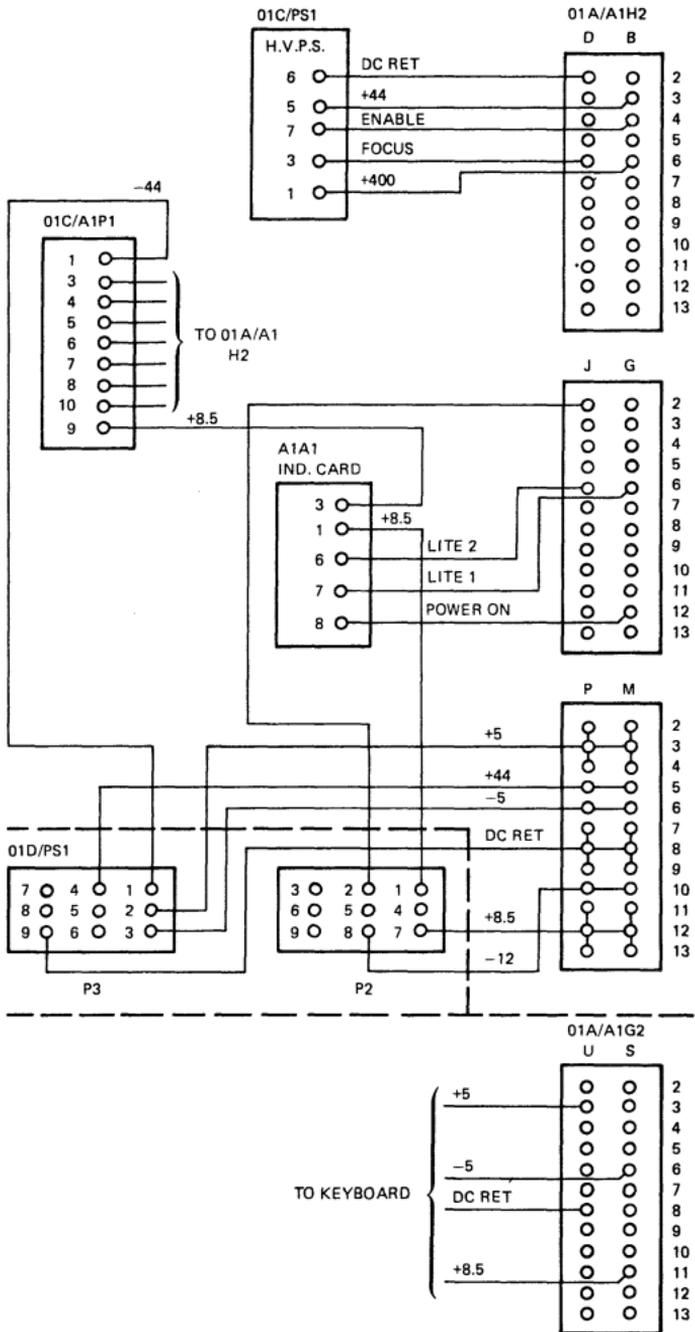 01C/PS1
H.V.P.S.
6 DC RET
5 +44
7 ENABLE
3 FOCUS
1 +400
01A/A1H2
D B
2
3
4
5
6
7
8
9
10
11
12
13
−44
01C/A1P1
1
3
4
5
6
7
8
10
9
TO 01A/A1
H2
+8.5
A1A1
IND. CARD
3
1 +8.5
6 LITE 2
7 LITE 1
8 POWER ON
J G
2
3
4
5
6
7
8
9
10
11
12
13
P M
2
3
4
5
6
7
8
9
10
11
12
13
+5
+44
−5
DC RET
+8.5
−12
01D/PS1
7 4 1
8 5 2
9 6 3
P3
3 2 1
6 5 4
9 8 7
P2
01A/A1G2
U S
2
3
4
5
6
7
8
9
10
11
12
13
TO KEYBOARD
+5
−5
DC RET
+8.5